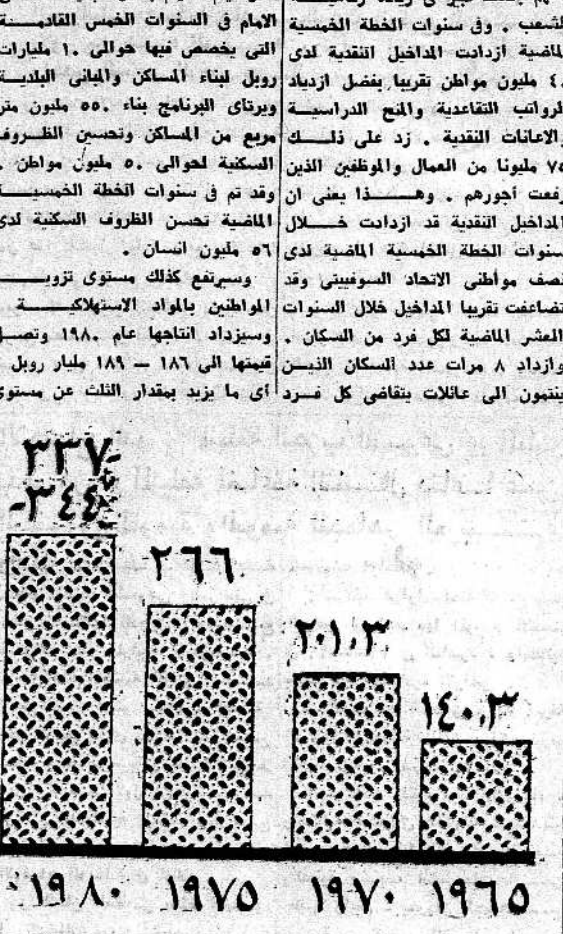 الشعب . وفى سنوات الخطة الخمسية
الماضية ازدادت المداخيل النقدية لدى
٤٠ مليون مواطن تقريبا بفضل ازدياد
الرواتب التقاعدية والمنح الدراسية
والاعانات النقدية . زد على ذلك
٧٥ مليونا من العمال والموظفين الذين
رفعت أجورهم . وهذا يعنى ان
المداخيل النقدية قد ازدادت خلال
سنوات الخطة الخمسية الماضية لدى
نصف مواطنى الاتحاد السوفييتى وقد
تضاعفت تقريبا المداخيل خلال السنوات
العشر الماضية لكل فرد من السكان .
وازداد ٨ مرات عدد السكان الذين
ينتمون الى عائلات يتقاضى كل فرد
الامام فى السنوات الخمس القادمة
التى يخصص فيها حوالى ١٠٠ مليارات
روبل لبناء المساكن والمبانى البلدية
ويرتاى البرنامج بناء ٥٥٠ مليون متر
مربع من المساكن وتحسين الظروف
السكنية لحوالى ٥٠ مليون مواطن .
وقد تم فى سنوات الخطة الخمسية
الماضية تحسن الظروف السكنية لدى
٥٦ مليون انسان .
وسيرتفع كذلك مستوى تزويد
المواطنين بالمواد الاستهلاكية
وسيزداد انتاجها عام ١٩٨٠ وتصل
قيمتها الى ١٨٦ – ١٨٩ مليار روبل
أى ما يزيد بمقدار الثلث عن مستوى
٣٣٧-
-٣٤٤
٢٦٦
٢٠١،٣
١٤٠،٣
١٩٦٥
١٩٧٠
١٩٧٥
١٩٨٠